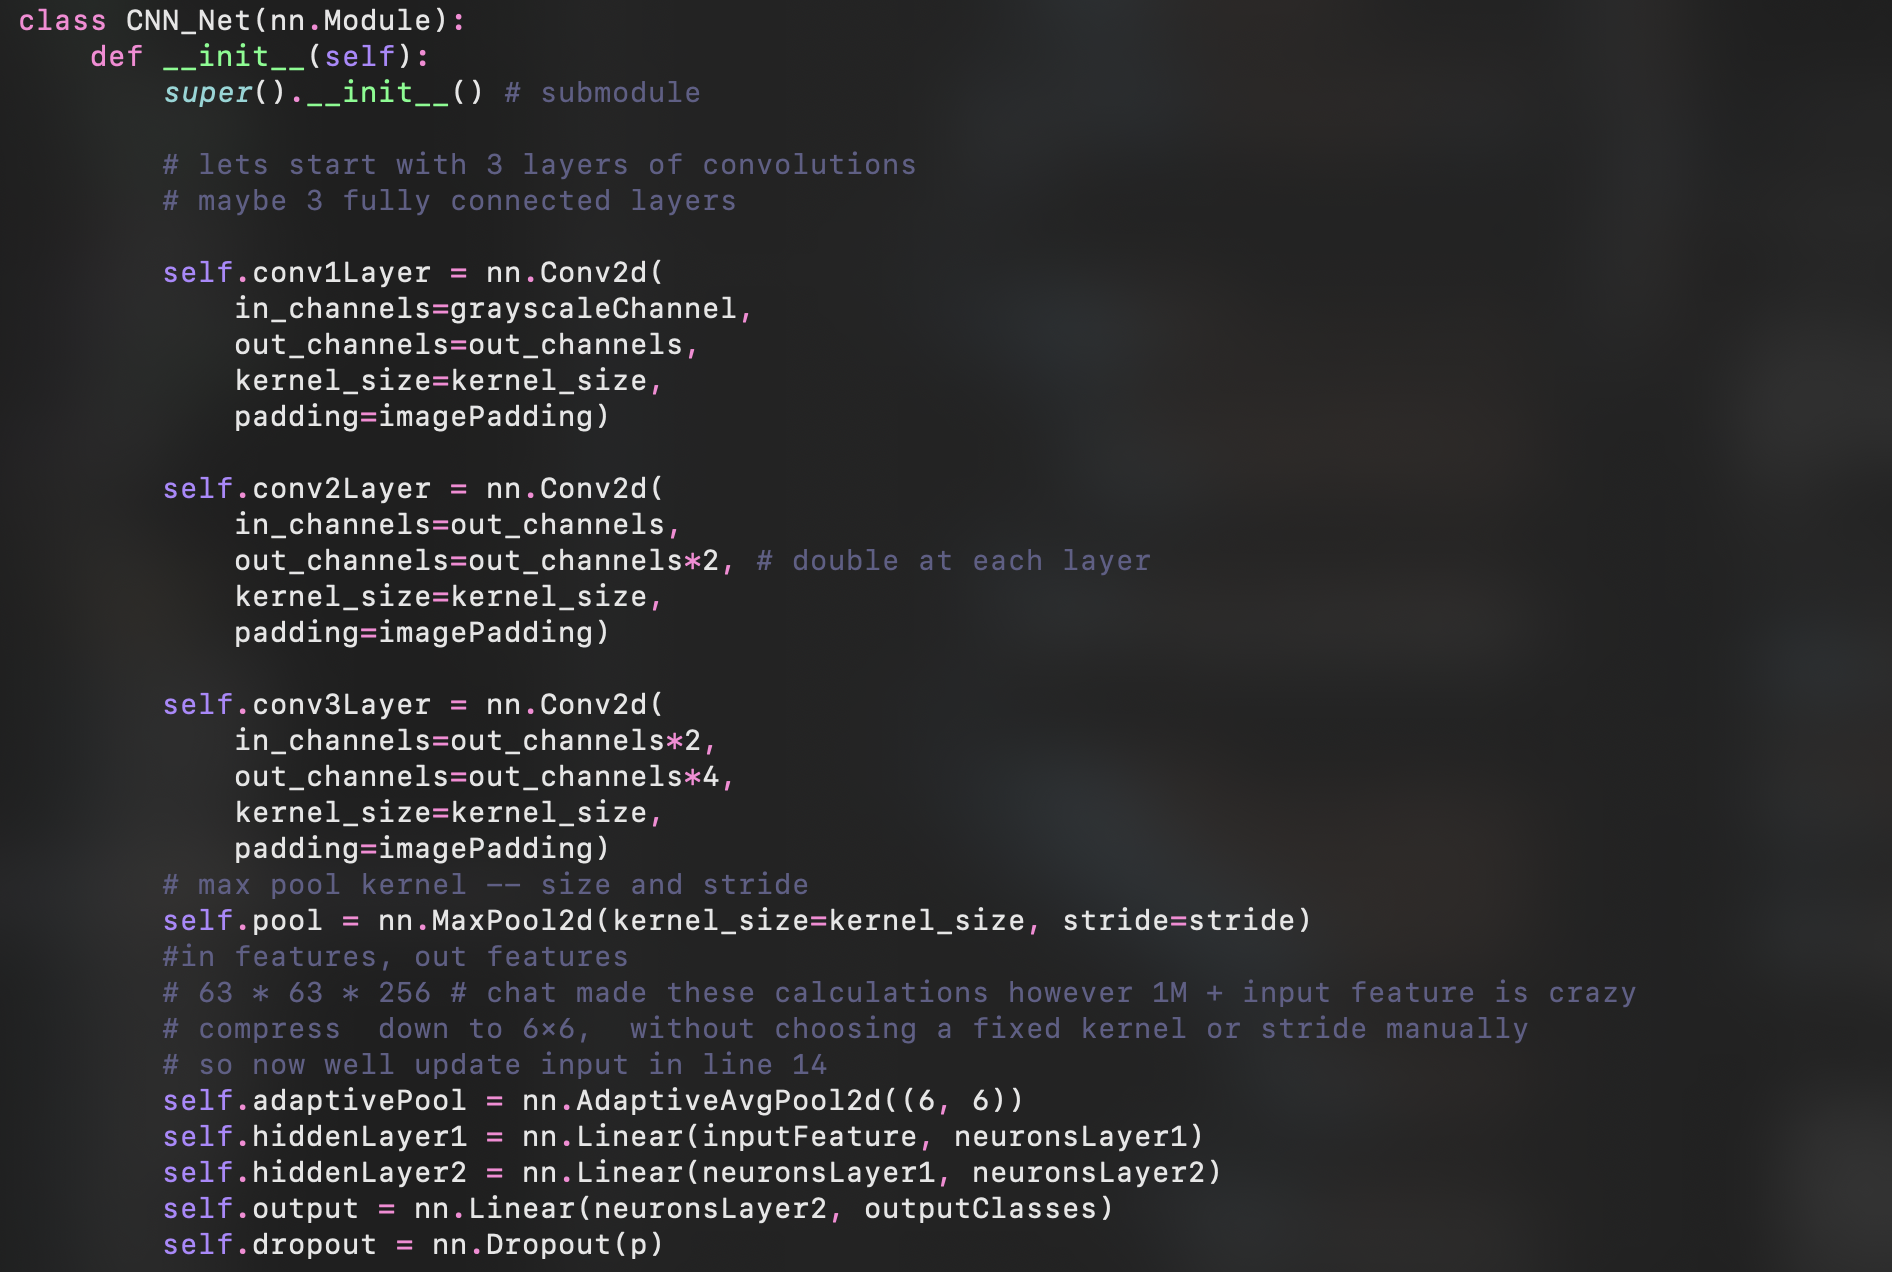 class CNN_Net(nn.Module):
def __init__(self):
super().__init__() # submodule
# lets start with 3 layers of convolutions
# maybe 3 fully connected layers
self.conv1Layer = nn.Conv2d(
in_channels=grayscaleChannel,
out_channels=out_channels,
kernel_size=kernel_size,
padding=imagePadding)
self.conv2Layer = nn.Conv2d(
in_channels=out_channels,
out_channels=out_channels*2, # double at each layer
kernel_size=kernel_size,
padding=imagePadding)
self.conv3Layer = nn.Conv2d(
in_channels=out_channels*2,
out_channels=out_channels*4,
kernel_size=kernel_size,
padding=imagePadding)
# max pool kernel -- size and stride
self.pool = nn.MaxPool2d(kernel_size=kernel_size, stride=stride)
#in features, out features
# 63 * 63 * 256 # chat made these calculations however 1M + input feature is crazy
# compress  down to 6×6,  without choosing a fixed kernel or stride manually
# so now well update input in line 14
self.adaptivePool = nn.AdaptiveAvgPool2d((6, 6))
self.hiddenLayer1 = nn.Linear(inputFeature, neuronsLayer1)
self.hiddenLayer2 = nn.Linear(neuronsLayer1, neuronsLayer2)
self.output = nn.Linear(neuronsLayer2, outputClasses)
self.dropout = nn.Dropout(p)